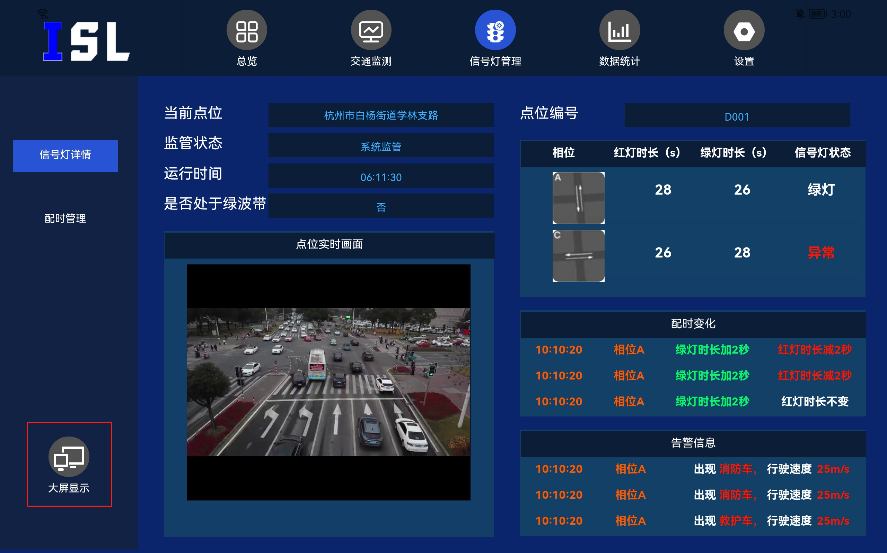 ISL
3:00
总览
交通监测
信号灯管理
数据统计
设置
信号灯详情
配时管理
大屏显示
当前点位 杭州市白杨街道学林支路
监管状态 系统监管
运行时间 06:11:30
是否处于绿波带 否
点位实时画面
点位编号 D001
相位 红灯时长（s） 绿灯时长（s） 信号灯状态
A 28 26 绿灯
C 26 28 异常
配时变化
10:10:20 相位A 绿灯时长加2秒 红灯时长减2秒
10:10:20 相位A 绿灯时长加2秒 红灯时长减2秒
10:10:20 相位A 绿灯时长加2秒 红灯时长不变
告警信息
10:10:20 相位A 出现 消防车， 行驶速度 25m/s
10:10:20 相位A 出现 消防车， 行驶速度 25m/s
10:10:20 相位A 出现 救护车， 行驶速度 25m/s